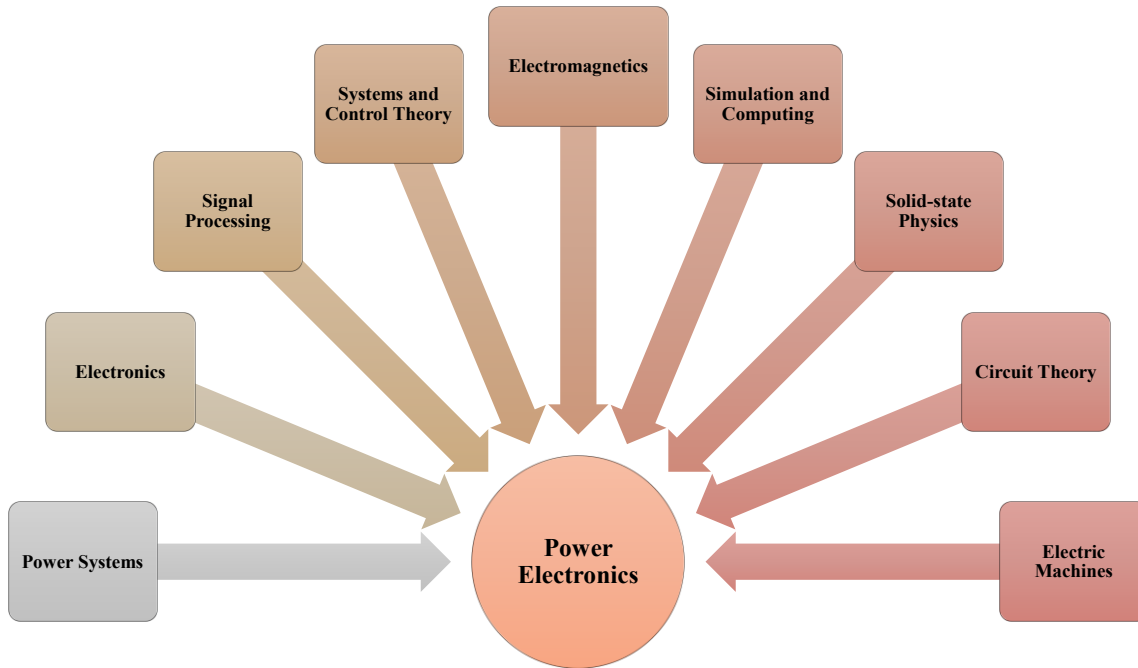 Electromagnetics
Systems and
Control Theory
Simulation and
Computing
Signal
Processing
Solid-state
Physics
Electronics
Circuit Theory
Power Systems
Power
Electronics
Electric
Machines